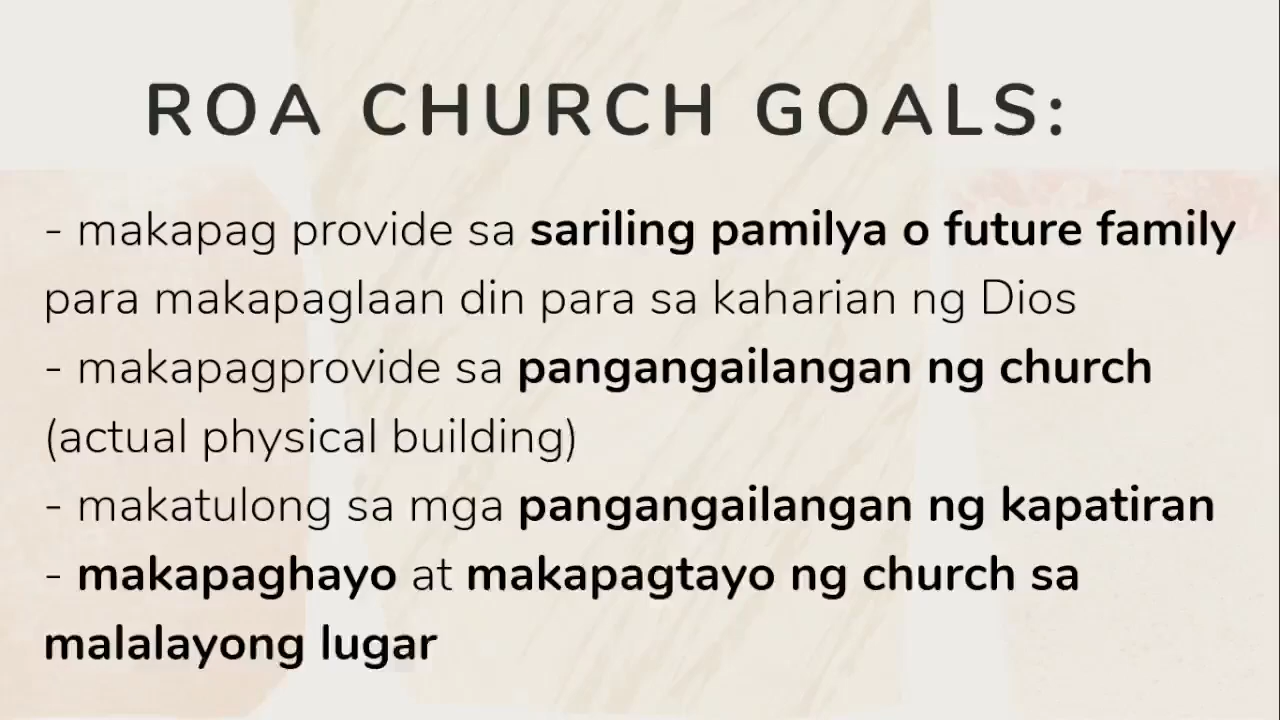 ROA CHURCH GOALS:
- makapag provide sa sariling pamilya o future family
para makapaglaan din para sa kaharian ng Dios
- makapagprovide sa pangangailangan ng church
(actual physical building)
- makatulong sa mga pangangailangan ng kapatiran
- makapaghayo at makapagtayo ng church sa
malalayong lugar